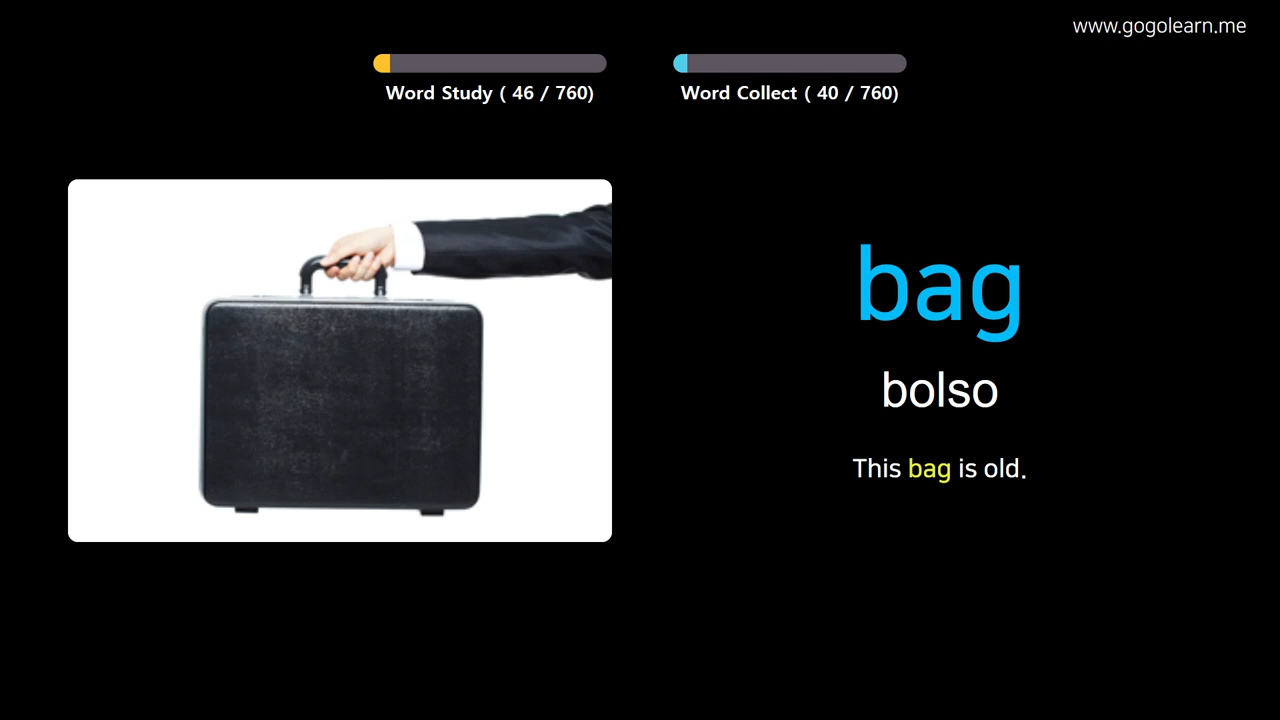 www.gogolearn.me
Word Study ( 46 / 760)
Word Collect ( 40 / 760)
bag
bolso
This bag is old.